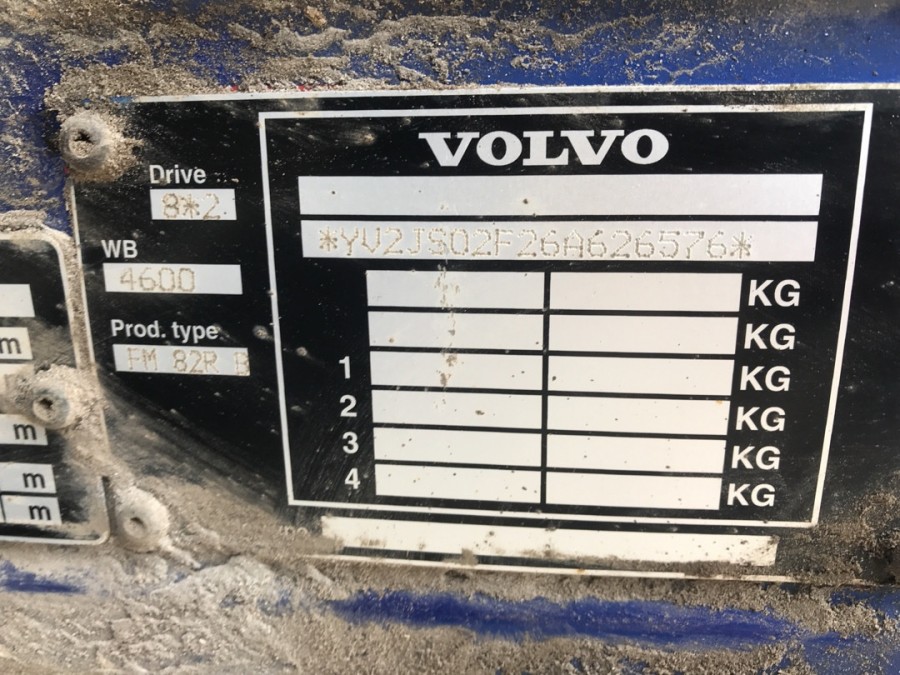 VOLVO
Drive
8*2
*YV2JS02F26A626576*
WB
4600
KG
KG
Prod. type
FM 82R B
1 KG
2 KG
3 KG
4 KG
m
m
m
m